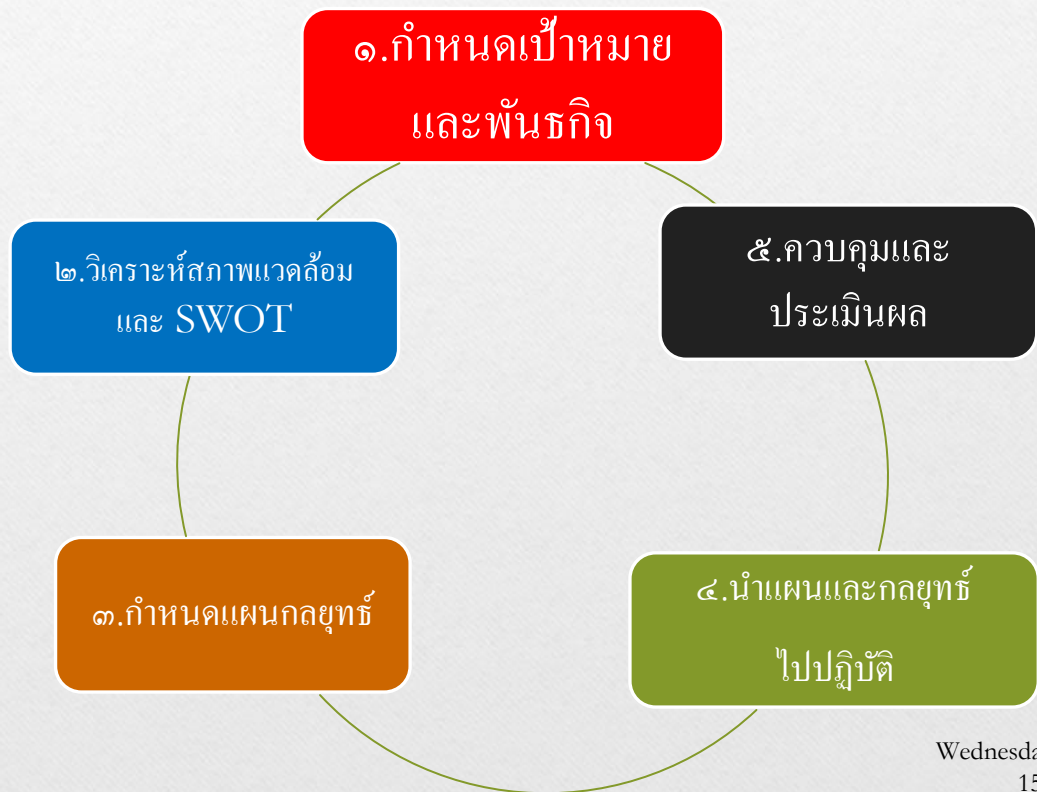 ๑.กำหนดเป้าหมาย
และพันธกิจ
๒.วิเคราะห์สภาพแวดล้อม
และ SWOT
๓.กำหนดแผนกลยุทธ์
๔.นำแผนและกลยุทธ์
ไปปฏิบัติ
๕.ควบคุมและ
ประเมินผล
Wednesda
15